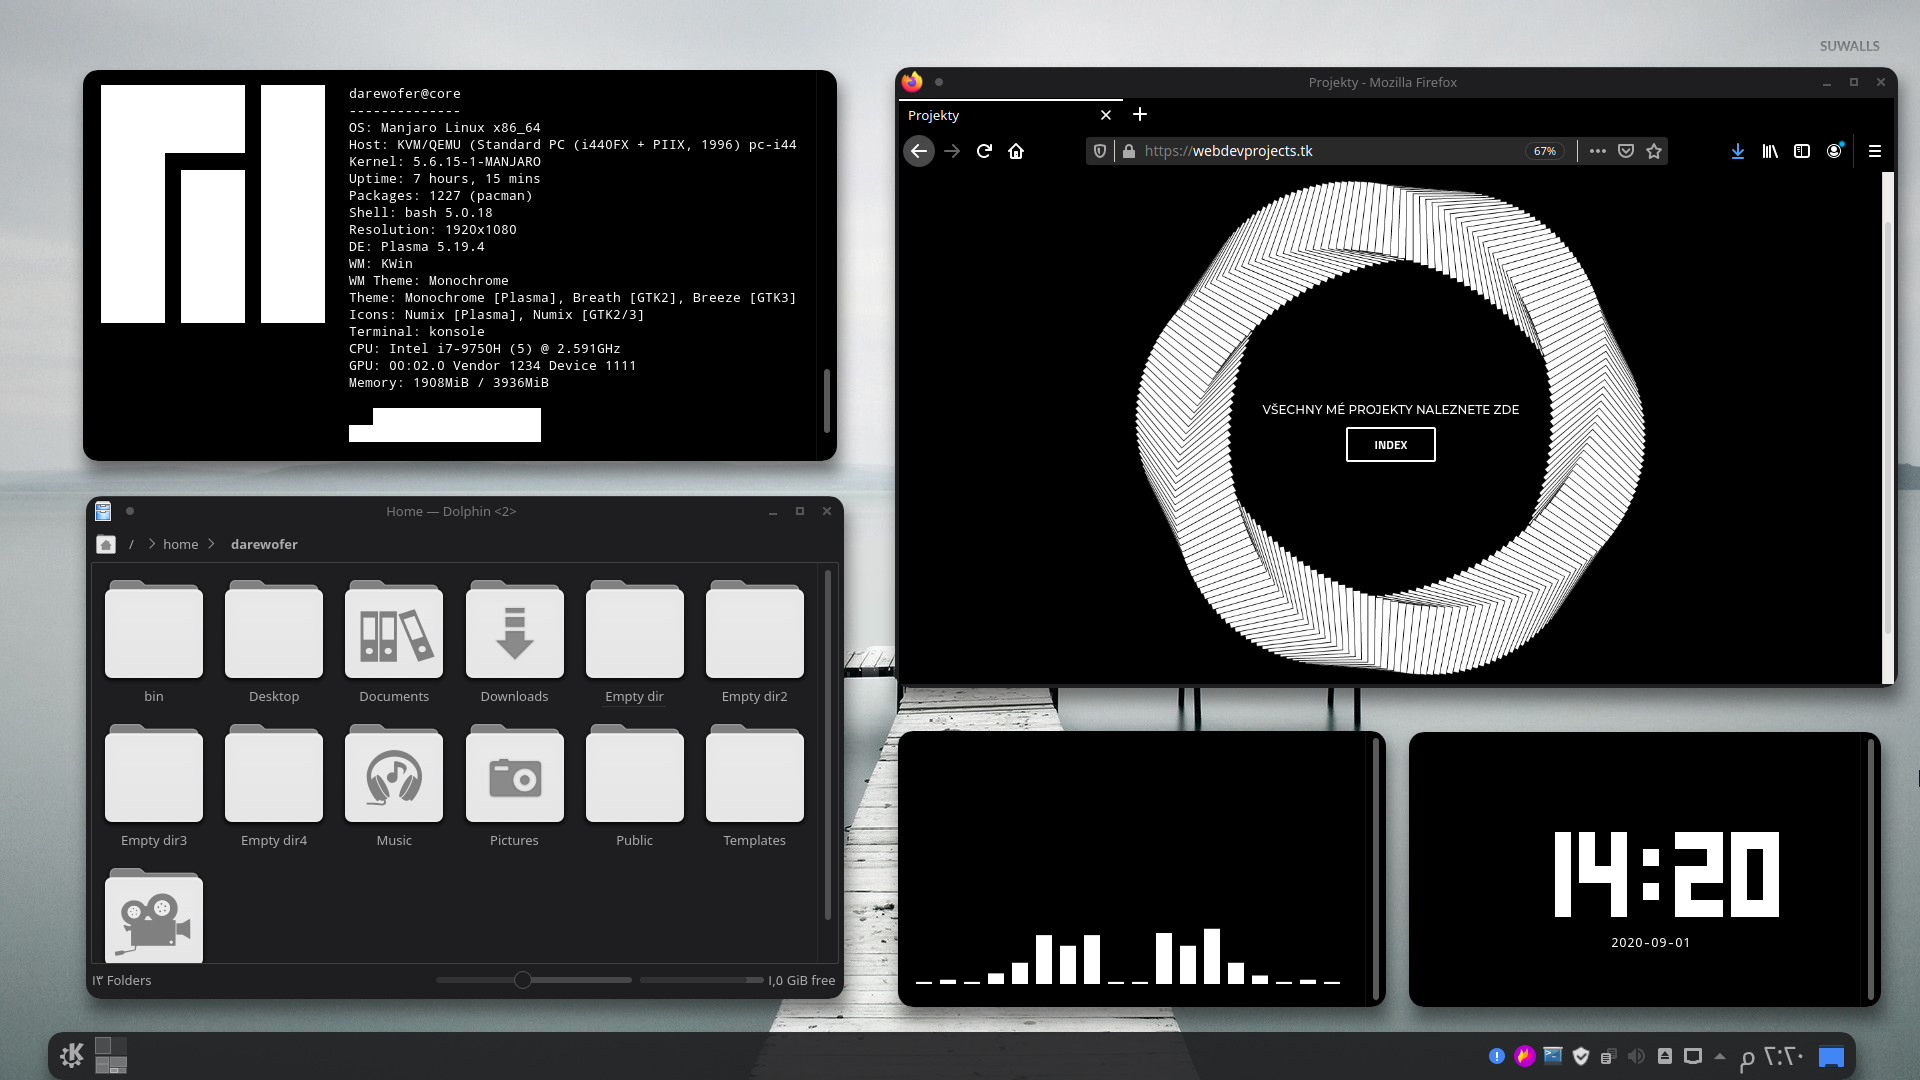 SUWALLS
darewofer@core
--------------
OS: Manjaro Linux x86_64
Host: KVM/QEMU (Standard PC (i440FX + PIIX, 1996) pc-i44
Kernel: 5.6.15-1-MANJARO
Uptime: 7 hours, 15 mins
Packages: 1227 (pacman)
Shell: bash 5.0.18
Resolution: 1920x1080
DE: Plasma 5.19.4
WM: KWin
WM Theme: Monochrome
Theme: Monochrome [Plasma], Breath [GTK2], Breeze [GTK3]
Icons: Numix [Plasma], Numix [GTK2/3]
Terminal: konsole
CPU: Intel i7-9750H (5) @ 2.591GHz
GPU: 00:02.0 Vendor 1234 Device 1111
Memory: 1908MiB / 3936MiB
Projekty - Mozilla Firefox
Projekty
https://webdevprojects.tk
67%
VŠECHNY MÉ PROJEKTY NALEZNETE ZDE
INDEX
Home — Dolphin <2>
/ home darewofer
bin
Desktop
Documents
Downloads
Empty dir
Empty dir2
Empty dir3
Empty dir4
Music
Pictures
Public
Templates
١٣ Folders
١,٠ GiB free
14:20
2020-09-01
٧:٢٠ م